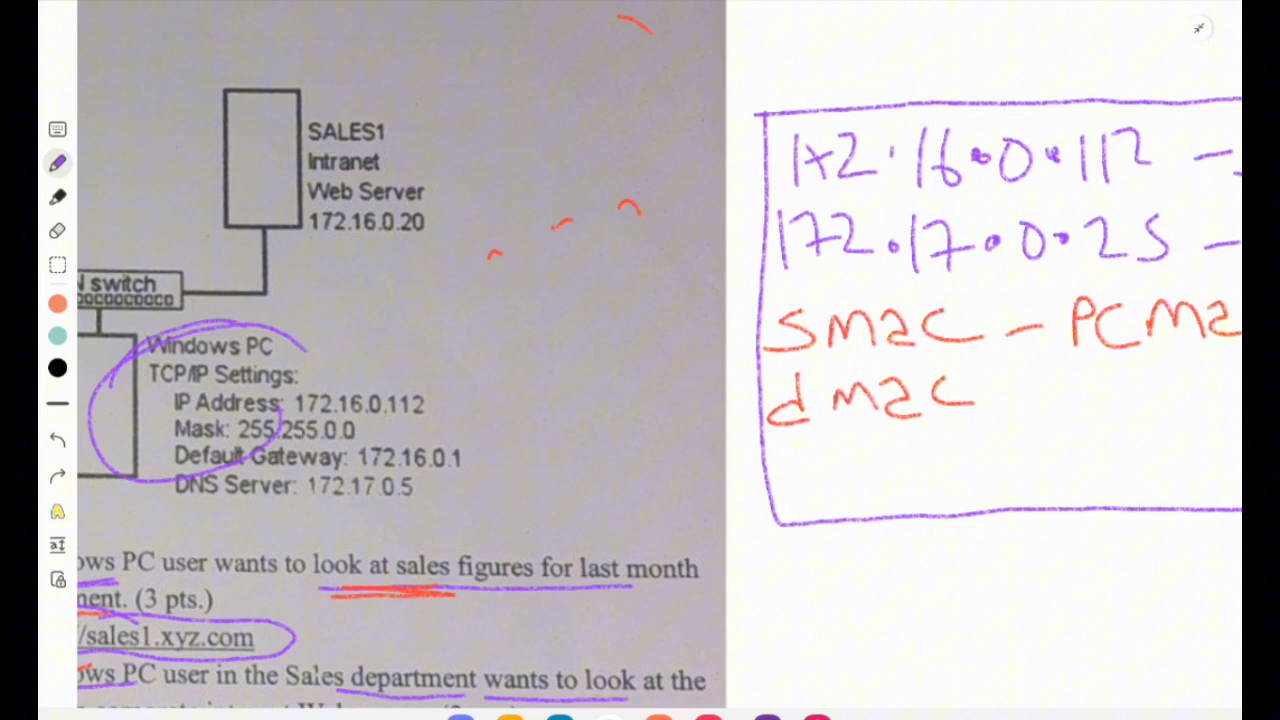 SALES1
Intranet
Web Server
172.16.0.20
switch
Windows PC
TCP/IP Settings:
IP Address: 172.16.0.112
Mask: 255.255.0.0
Default Gateway: 172.16.0.1
DNS Server: 172.17.0.5
ows PC user wants to look at sales figures for last month
ment. (3 pts.)
/sales1.xyz.com
ows PC user in the Sales department wants to look at the
172.16.0.112 -
172.17.0.25 -
smac - PC ma
dmac